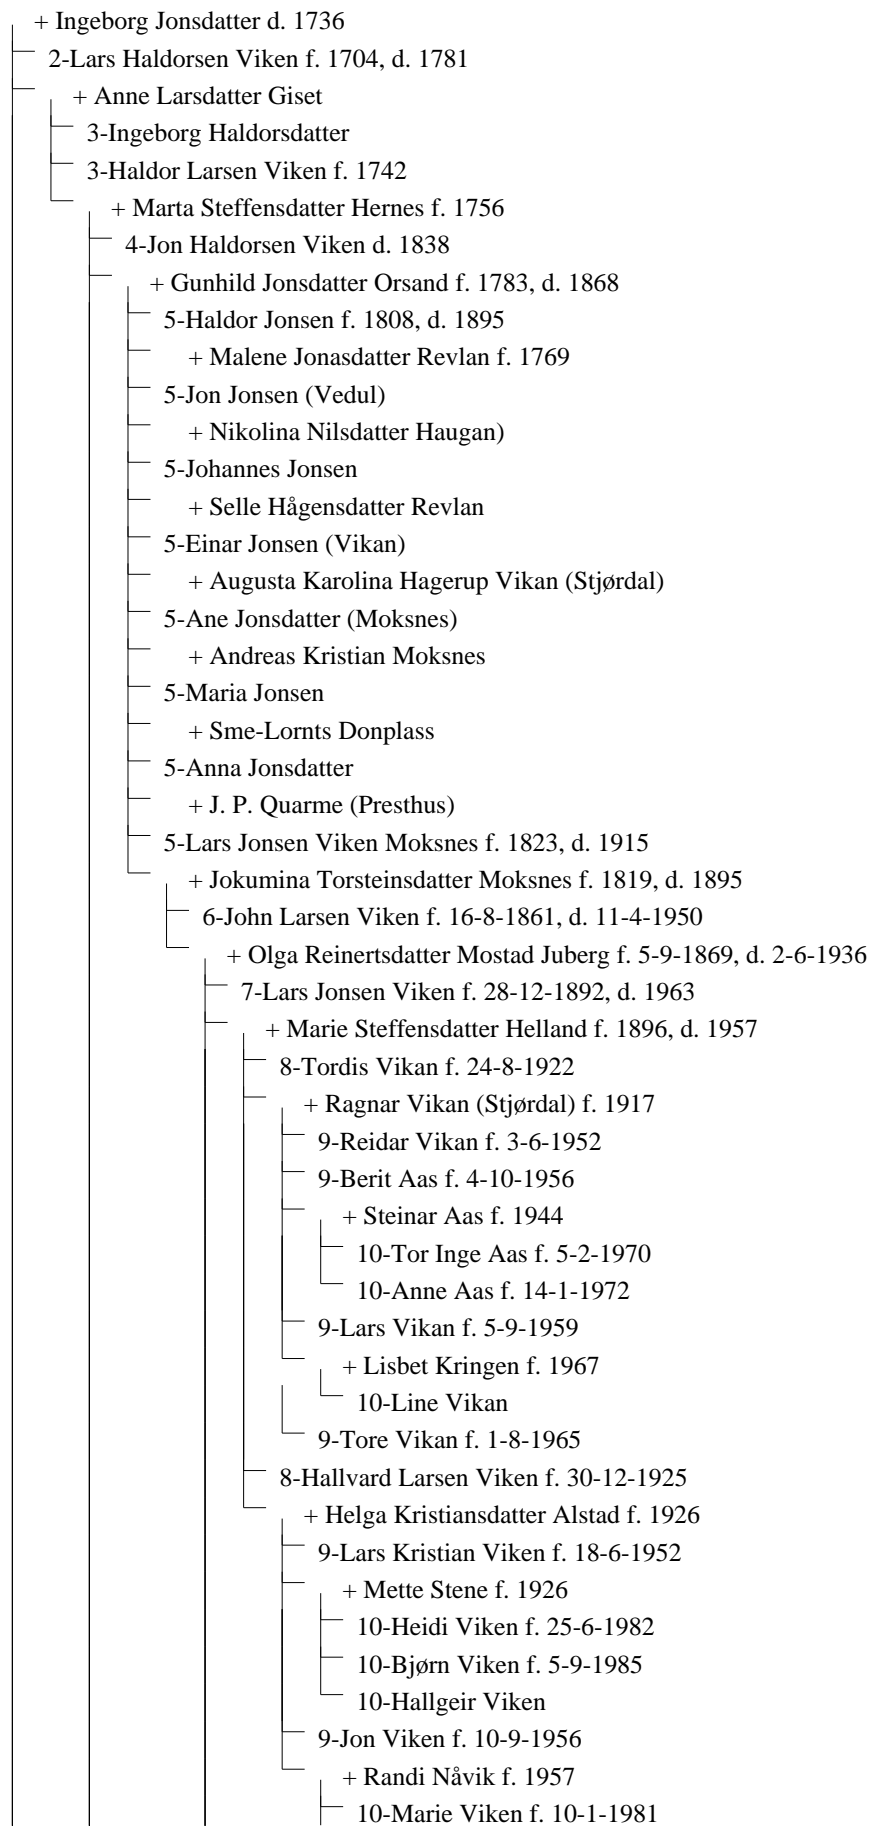 + Ingeborg Jonsdatter d. 1736
2-Lars Haldorsen Viken f. 1704, d. 1781
+ Anne Larsdatter Giset
3-Ingeborg Haldorsdatter
3-Haldor Larsen Viken f. 1742
+ Marta Steffensdatter Hernes f. 1756
4-Jon Haldorsen Viken d. 1838
+ Gunhild Jonsdatter Orsand f. 1783, d. 1868
5-Haldor Jonsen f. 1808, d. 1895
+ Malene Jonasdatter Revlan f. 1769
5-Jon Jonsen (Vedul)
+ Nikolina Nilsdatter Haugan)
5-Johannes Jonsen
+ Selle Hågensdatter Revlan
5-Einar Jonsen (Vikan)
+ Augusta Karolina Hagerup Vikan (Stjørdal)
5-Ane Jonsdatter (Moksnes)
+ Andreas Kristian Moksnes
5-Maria Jonsen
+ Sme-Lornts Donplass
5-Anna Jonsdatter
+ J. P. Quarme (Presthus)
5-Lars Jonsen Viken Moksnes f. 1823, d. 1915
+ Jokumina Torsteinsdatter Moksnes f. 1819, d. 1895
6-John Larsen Viken f. 16-8-1861, d. 11-4-1950
+ Olga Reinertsdatter Mostad Juberg f. 5-9-1869, d. 2-6-1936
7-Lars Jonsen Viken f. 28-12-1892, d. 1963
+ Marie Steffensdatter Helland f. 1896, d. 1957
8-Tordis Vikan f. 24-8-1922
+ Ragnar Vikan (Stjørdal) f. 1917
9-Reidar Vikan f. 3-6-1952
9-Berit Aas f. 4-10-1956
+ Steinar Aas f. 1944
10-Tor Inge Aas f. 5-2-1970
10-Anne Aas f. 14-1-1972
9-Lars Vikan f. 5-9-1959
+ Lisbet Kringen f. 1967
10-Line Vikan
9-Tore Vikan f. 1-8-1965
8-Hallvard Larsen Viken f. 30-12-1925
+ Helga Kristiansdatter Alstad f. 1926
9-Lars Kristian Viken f. 18-6-1952
+ Mette Stene f. 1926
10-Heidi Viken f. 25-6-1982
10-Bjørn Viken f. 5-9-1985
10-Hallgeir Viken
9-Jon Viken f. 10-9-1956
+ Randi Nåvik f. 1957
10-Marie Viken f. 10-1-1981